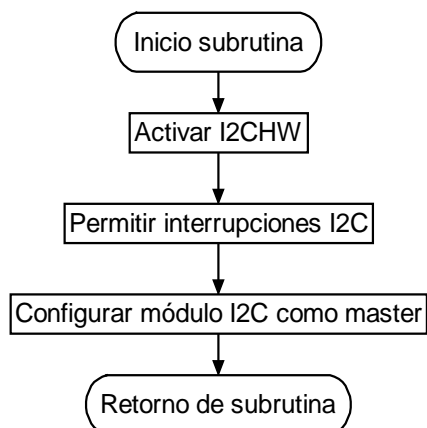 Inicio subrutina
Activar I2CHW
Permitir interrupciones I2C
Configurar módulo I2C como master
Retorno de subrutina